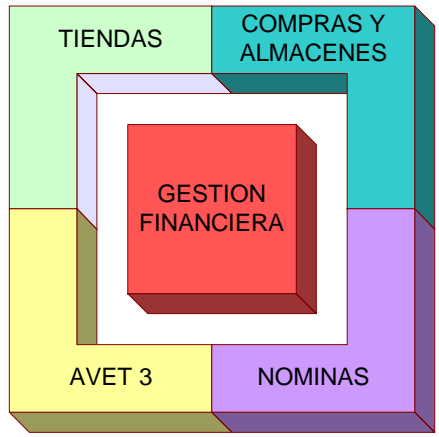 TIENDAS
COMPRAS Y
ALMACENES
GESTION
FINANCIERA
AVET 3
NOMINAS